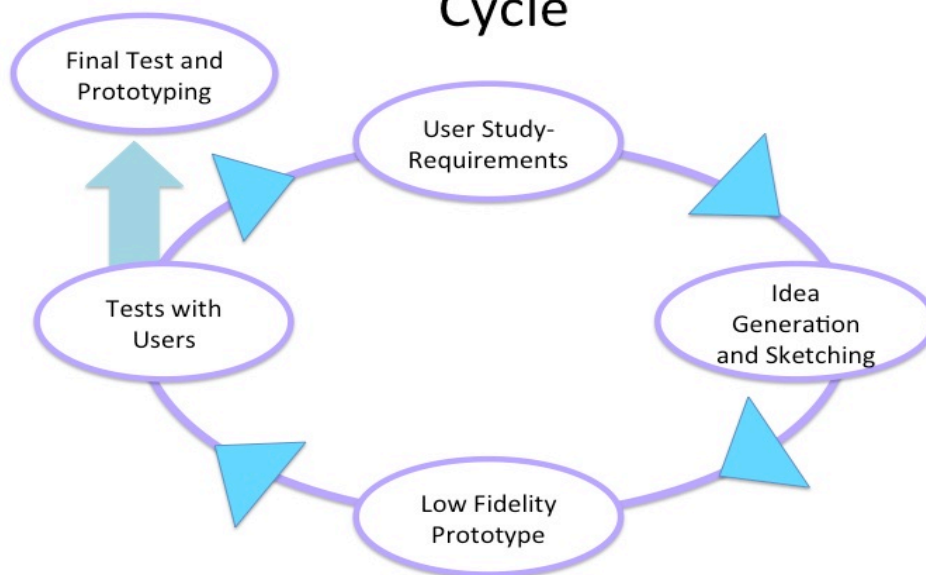 Cycle
Final Test and
Prototyping
User Study-
Requirements
Idea
Generation
and Sketching
Low Fidelity
Prototype
Tests with
Users